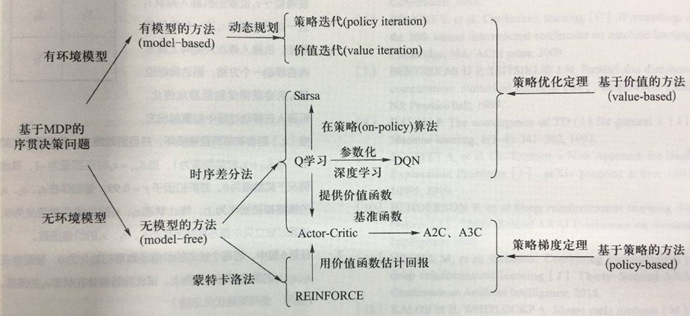 有模型的方法
(model-based)
动态规划
策略迭代(policy iteration)
价值迭代(value iteration)
有环境模型
策略优化定理
基于价值的方法
(value-based)
Sarsa
在策略(on-policy)算法
基于MDP的
序贯决策问题
时序差分法
Q学习
参数化
深度学习
DQN
提供价值函数
无环境模型
无模型的方法
(model-free)
基准函数
Actor-Critic
A2C、A3C
策略梯度定理
基于策略的方法
(policy-based)
用价值函数估计回报
蒙特卡洛法
REINFORCE